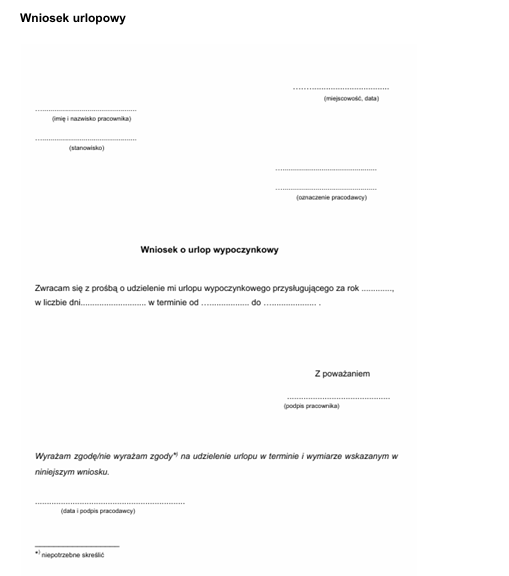 Wniosek urlopowy
…….................................
(miejscowość, data)
…...............................................
(imię i nazwisko pracownika)
…...............................................
(stanowisko)
…................................................
…................................................
(oznaczenie pracodawcy)
Wniosek o urlop wypoczynkowy
Zwracam się z prośbą o udzielenie mi urlopu wypoczynkowego przysługującego za rok ............,
w liczbie dni............................ w terminie od …................... do …..................... .
Z poważaniem
…...............................................
(podpis pracownika)
Wyrażam zgodę/nie wyrażam zgody*⁾ na udzielenie urlopu w terminie i wymiarze wskazanym w
niniejszym wniosku.
…..............................................................
(data i podpis pracodawcy)
*⁾ niepotrzebne skreślić